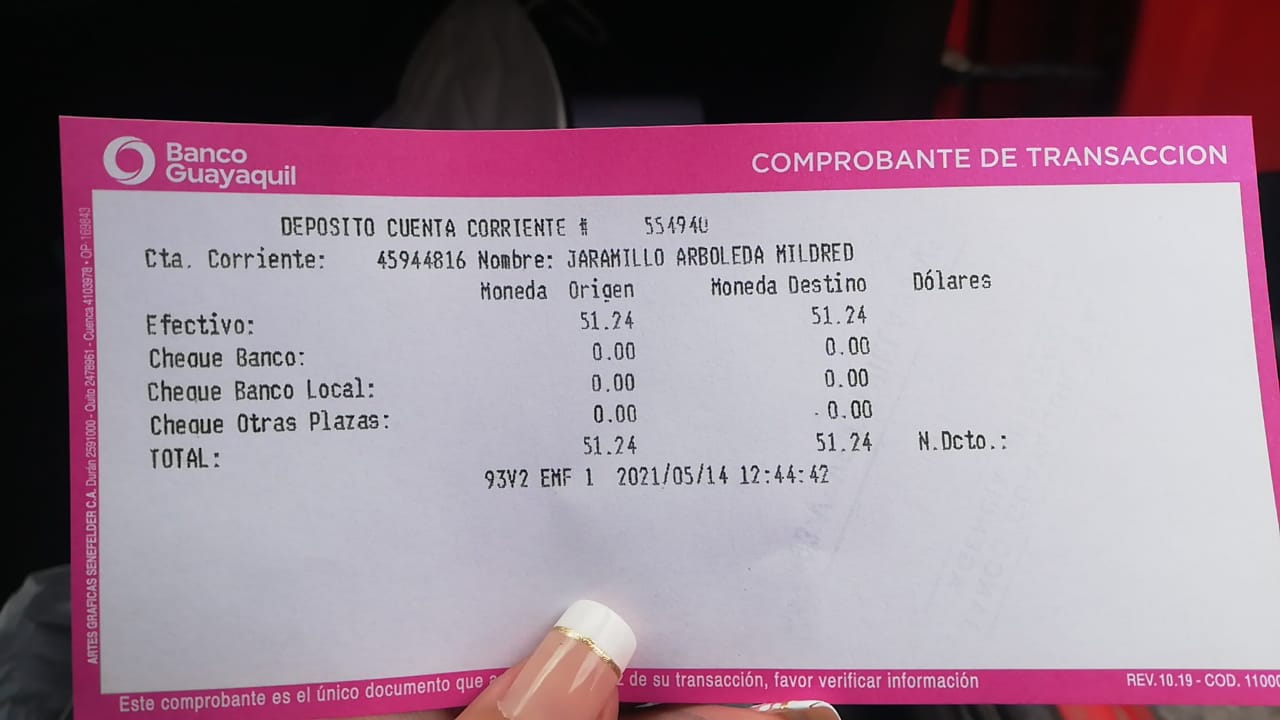 Banco
Guayaquil
COMPROBANTE DE TRANSACCION
DEPOSITO CUENTA CORRIENTE # 554940
Cta. Corriente: 45944816 Nombre: JARAMILLO ARBOLEDA MILDRED
Moneda Origen Moneda Destino Dólares
Efectivo: 51.24 51.24
Cheque Banco: 0.00 0.00
Cheque Banco Local: 0.00 0.00
Cheque Otras Plazas: 0.00 0.00
TOTAL: 51.24 51.24 N.Dcto.:
93V2 EMF 1 2021/05/14 12:44:42
Este comprobante es el único documento que de su transacción, favor verificar información
REV. 10.19 - COD. 11000
ARTES GRAFICAS SENEFELDER C.A. Durán 2591000 - Quito 2478961 - Cuenca 4103978 - OP 169843